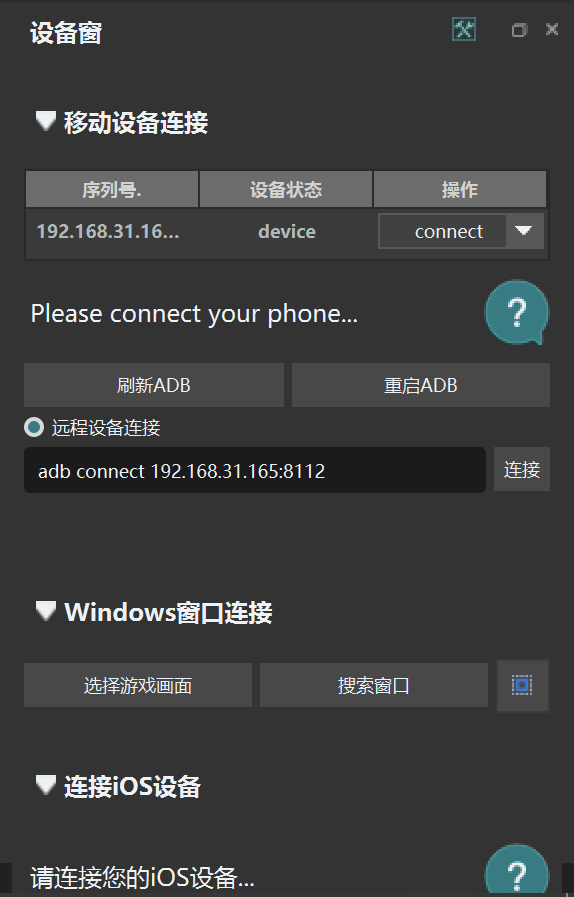 设备窗
移动设备连接
序列号. 设备状态 操作
192.168.31.16... device connect
Please connect your phone...
?
刷新ADB 重启ADB
远程设备连接
adb connect 192.168.31.165:8112 连接
Windows窗口连接
选择游戏画面 搜索窗口
连接iOS设备
请连接您的iOS设备...
?